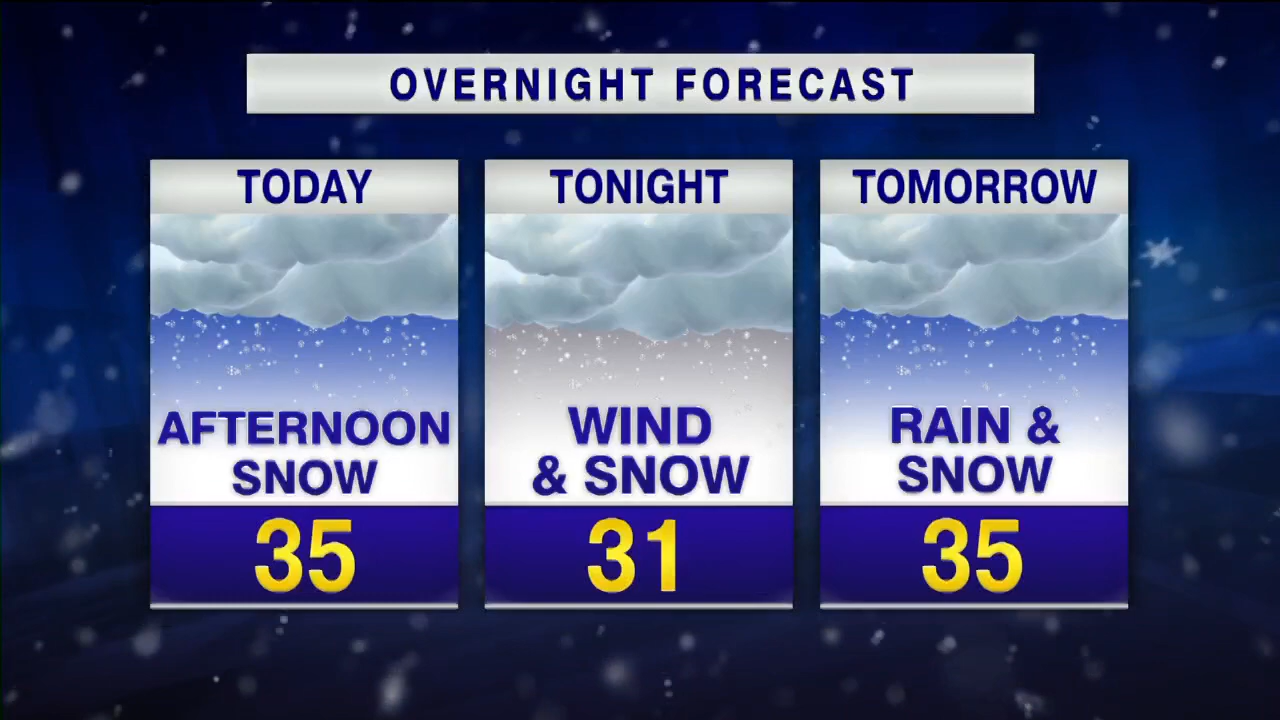 OVERNIGHT FORECAST
TODAY
AFTERNOON
SNOW
35
TONIGHT
WIND
& SNOW
31
TOMORROW
RAIN &
SNOW
35